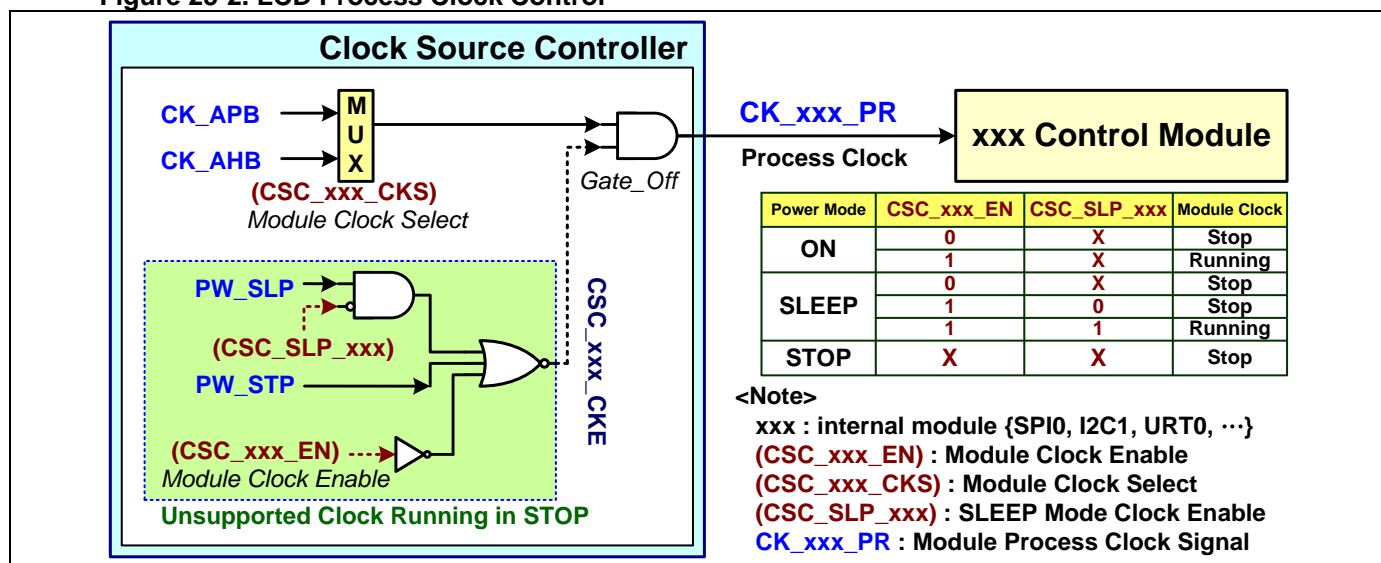 Figure 25-2. LCD Process Clock Control
Clock Source Controller
CK_APB
CK_AHB
M
U
X
(CSC_xxx_CKS)
Module Clock Select
Gate_Off
PW_SLP
(CSC_SLP_xxx)
PW_STP
(CSC_xxx_EN)
Module Clock Enable
Unsupported Clock Running in STOP
CSC_xxx_CKE
CK_xxx_PR
Process Clock
xxx Control Module
Power Mode CSC_xxx_EN CSC_SLP_xxx Module Clock
ON 0 X Stop
1 X Running
SLEEP 0 X Stop
1 0 Stop
1 1 Running
STOP X X Stop
<Note>
xxx : internal module {SPI0, I2C1, URT0, ⋯}
(CSC_xxx_EN) : Module Clock Enable
(CSC_xxx_CKS) : Module Clock Select
(CSC_SLP_xxx) : SLEEP Mode Clock Enable
CK_xxx_PR : Module Process Clock Signal